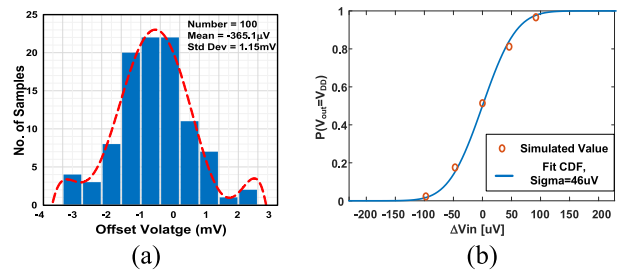 25
20
15
10
5
0
No. of Samples
Number = 100
Mean = -365.1μV
Std Dev = 1.15mV
-4 -3 -2 -1 0 1 2 3
Offset Volatge (mV)
(a)
1
0.8
0.6
0.4
0.2
0
P(Vout=VDD)
Simulated Value
Fit CDF,
Sigma=46uV
-200 -150 -100 -50 0 50 100 150 200
ΔVin [uV]
(b)